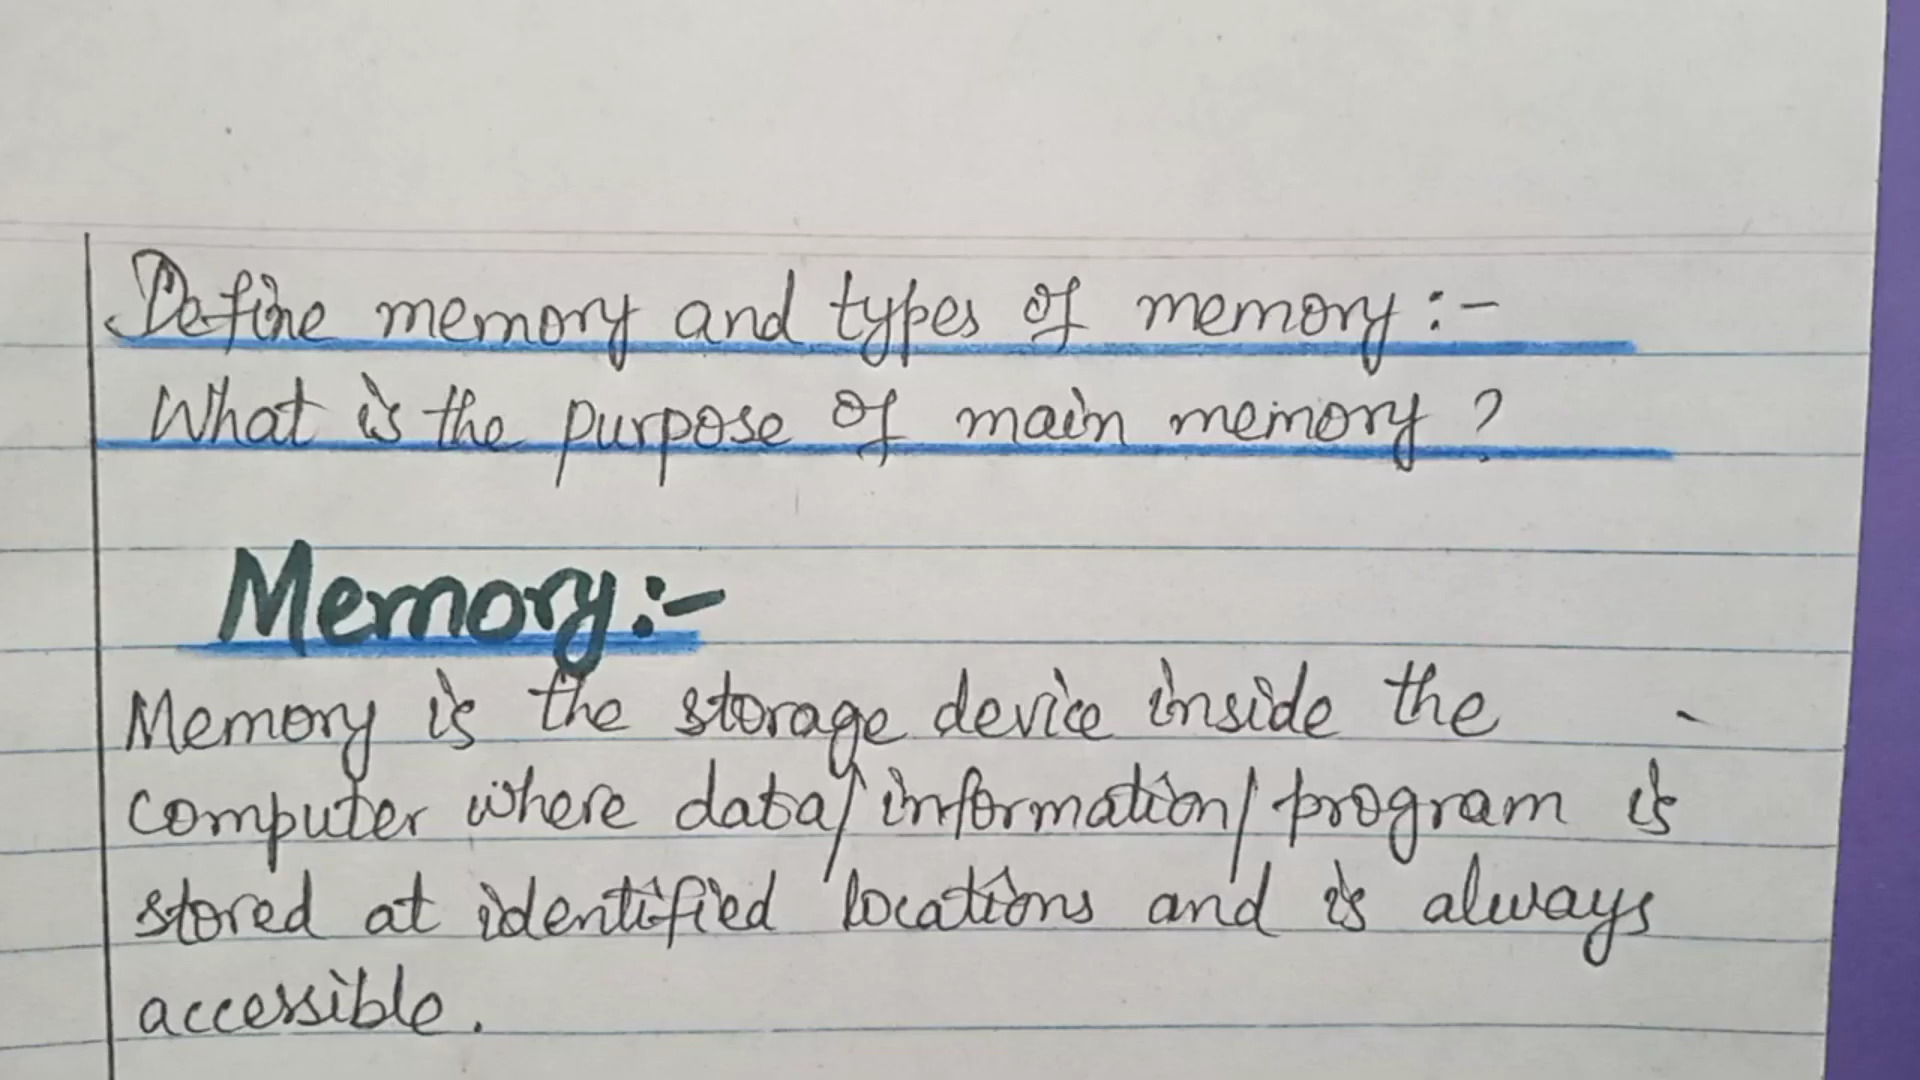 Define memory and types of memory:-
What is the purpose of main memory ?
Memory:-
Memory is the storage device inside the
computer where data/information/program is
stored at identified locations and is always
accessible.